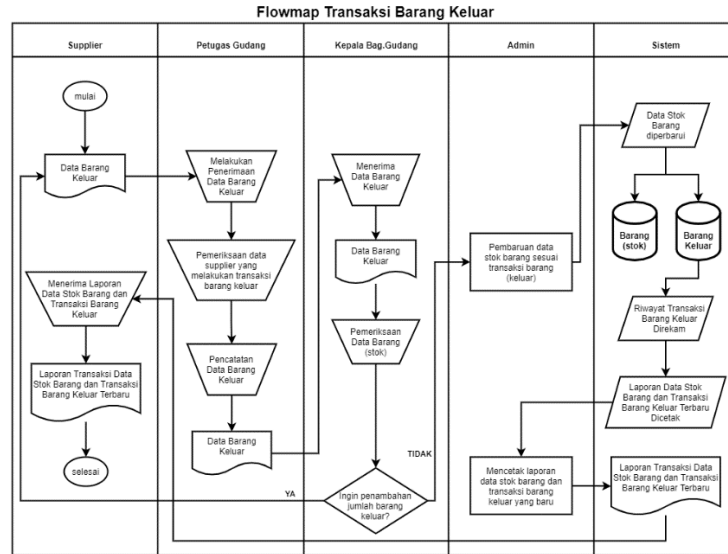 Flowmap Transaksi Barang Keluar
Supplier
Petugas Gudang
Kepala Bag.Gudang
Admin
Sistem
mulai
Data Barang
Keluar
Menerima Laporan
Data Stok Barang dan
Transaksi Barang
Keluar
Laporan Transaksi Data
Stok Barang dan Transaksi
Barang Keluar Terbaru
selesai
Melakukan
Penerimaan
Data Barang
Keluar
Pemeriksaan data
supplier yang
melakukan transaksi
barang keluar
Pencatatan
Data Barang
Keluar
Data Barang
Keluar
Menerima
Data Barang
Keluar
Data Barang
Keluar
Pemeriksaan
Data Barang
(stok)
Ingin penambahan
jumlah barang
keluar?
YA
TIDAK
Pembaruan data
stok barang sesuai
transaksi barang
(keluar)
Mencetak laporan
data stok barang dan
transaksi barang
keluar yang baru
Data Stok
Barang
diperbarui
Barang
(stok)
Barang
Keluar
Riwayat Transaksi
Barang Keluar
Direkam
Laporan Data Stok
Barang dan Transaksi
Barang Keluar Terbaru
Dicetak
Laporan Transaksi Data
Stok Barang dan Transaksi
Barang Keluar Terbaru